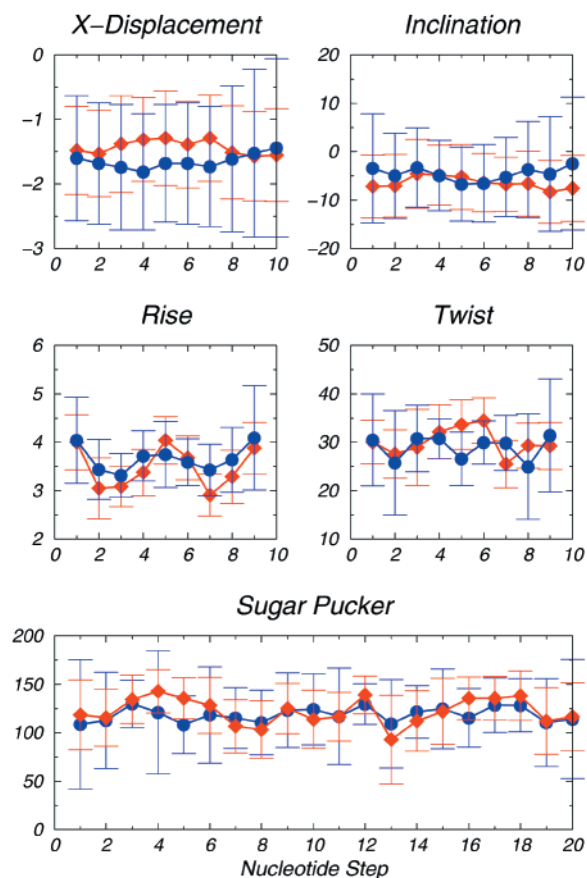 X−Displacement Inclination
0 20
10
−1
0
−2
−10
−3 −20
0 2 4 6 8 10 0 2 4 6 8 10
Rise Twist
6 50
5 40
4 30
3 20
2 10
0 2 4 6 8 10 0 2 4 6 8 10
Sugar Pucker
200
150
100
50
0
0 2 4 6 8 10 12 14 16 18 20
Nucleotide Step